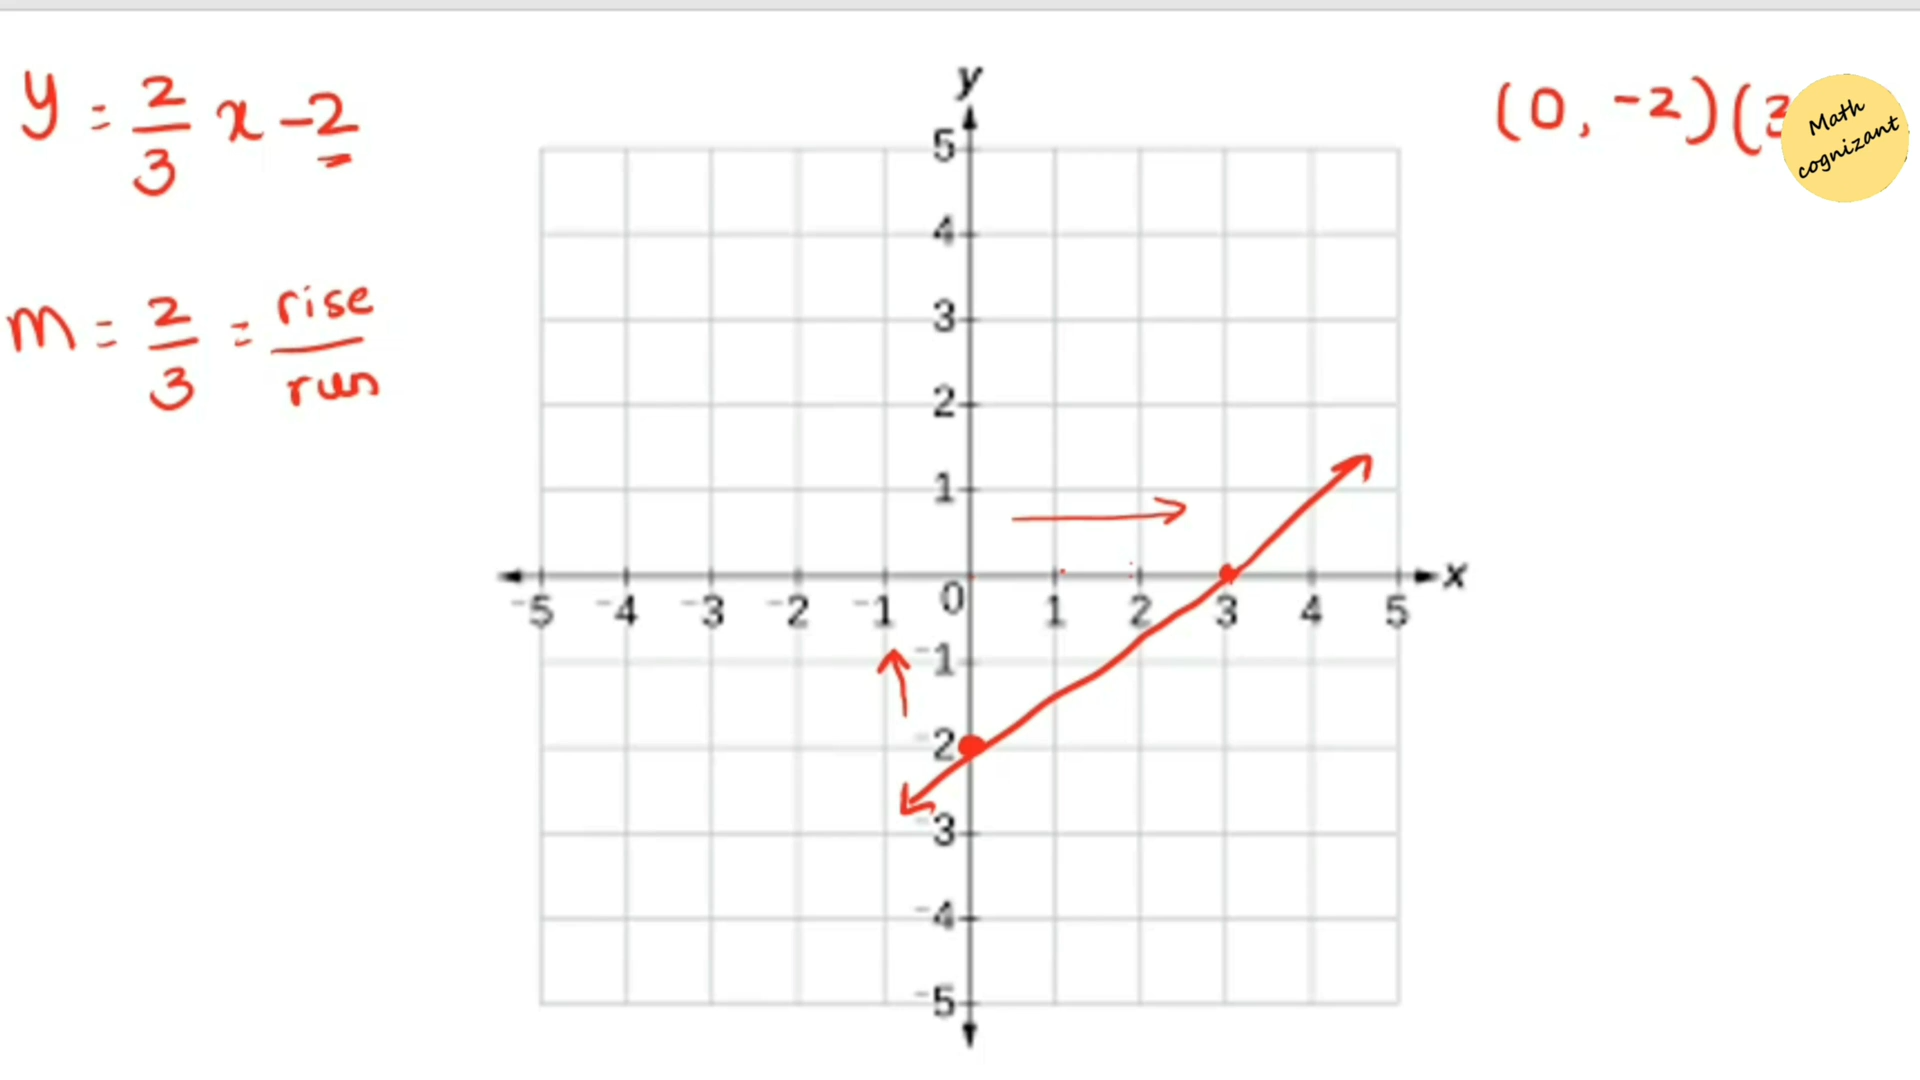 y = 2/3 x - 2
(0, -2)(3
Math
cognizant
m = 2/3 = rise/run
y
5
4
3
2
1
x
-5 -4 -3 -2 -1 0 1 2 3 4 5
-1
-2
-3
-4
-5